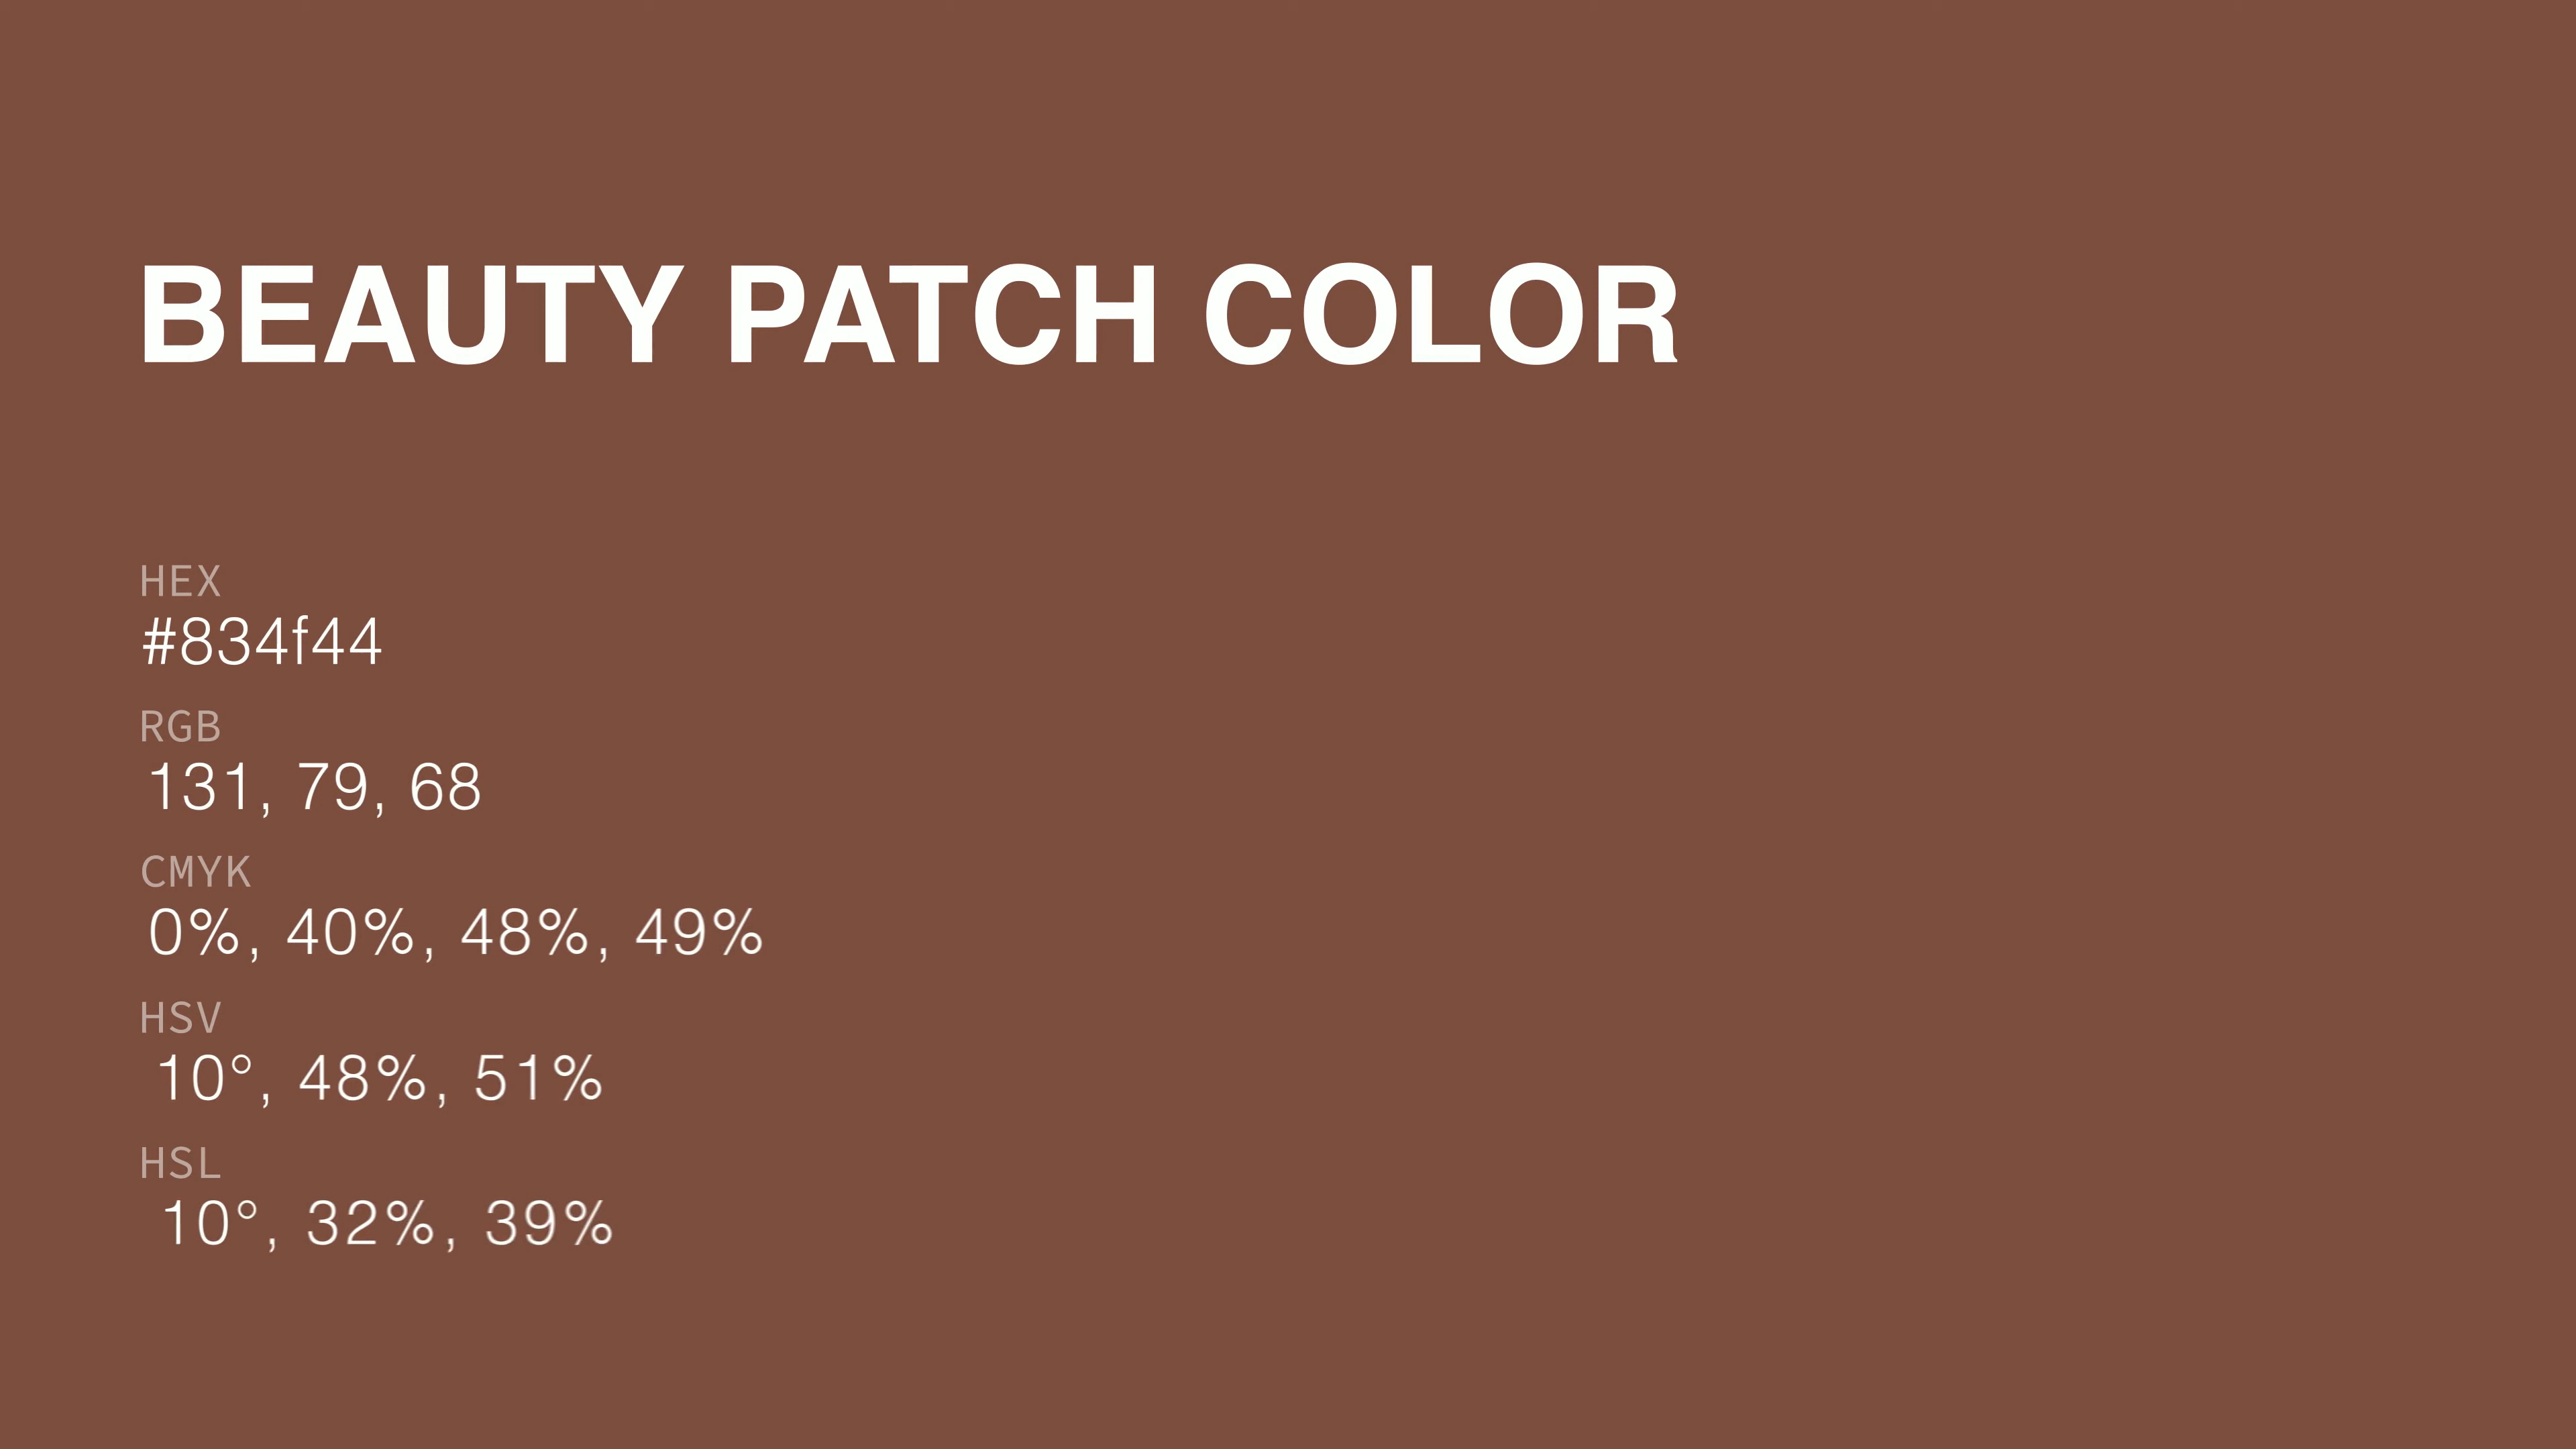 BEAUTY PATCH COLOR
HEX
#834f44
RGB
131, 79, 68
CMYK
0%, 40%, 48%, 49%
HSV
10°, 48%, 51%
HSL
10°, 32%, 39%